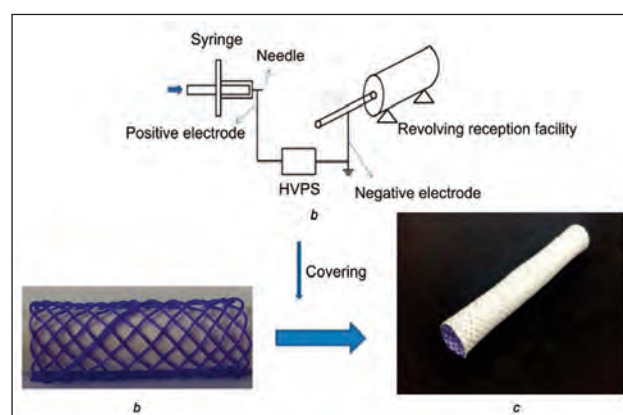 Syringe
Needle
Positive electrode
Revolving reception facility
HVPS
Negative electrode
b
Covering
b
c